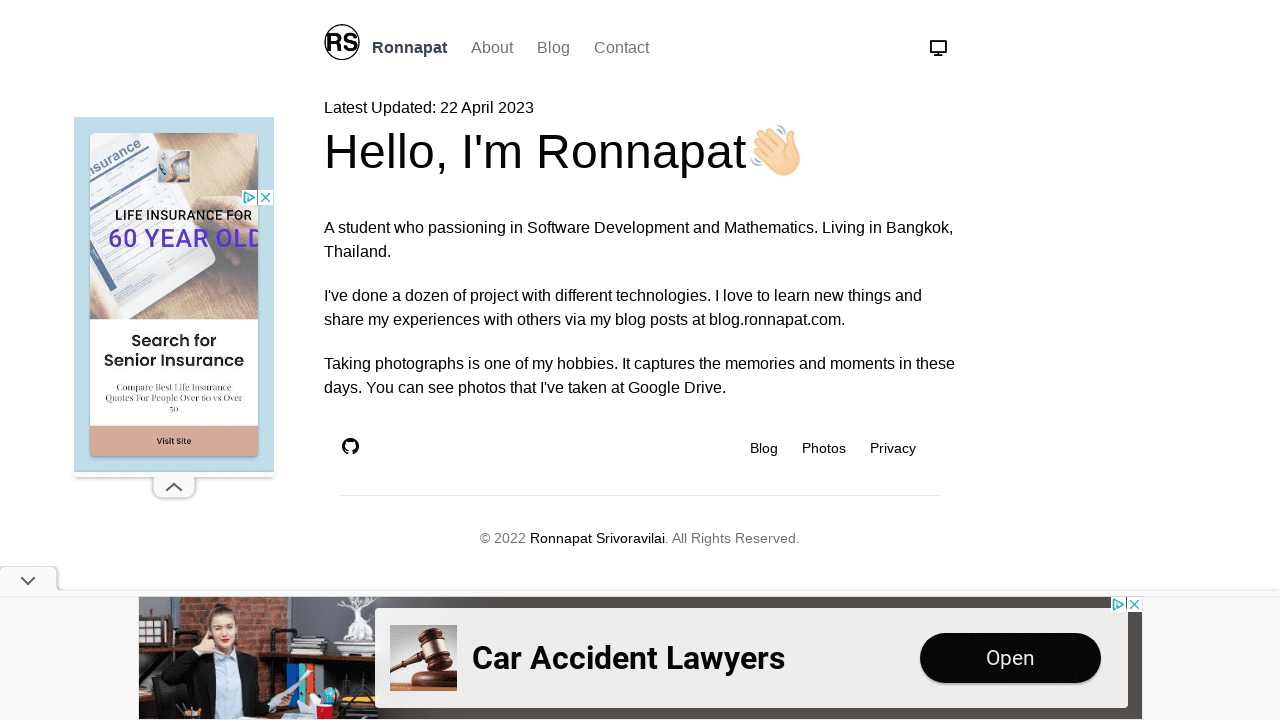 RS
Ronnapat
About
Blog
Contact
Latest Updated: 22 April 2023
Hello, I'm Ronnapat👋🏻
A student who passioning in Software Development and Mathematics. Living in Bangkok,
Thailand.
I've done a dozen of project with different technologies. I love to learn new things and
share my experiences with others via my blog posts at blog.ronnapat.com.
Taking photographs is one of my hobbies. It captures the memories and moments in these
days. You can see photos that I've taken at Google Drive.
Blog
Photos
Privacy
© 2022 Ronnapat Srivoravilai. All Rights Reserved.
LIFE INSURANCE FOR
60 YEAR OLD
Search for
Senior Insurance
Compare Best Life Insurance
Quotes For People Over 60 vs Over
50
Visit Site
Car Accident Lawyers
Open